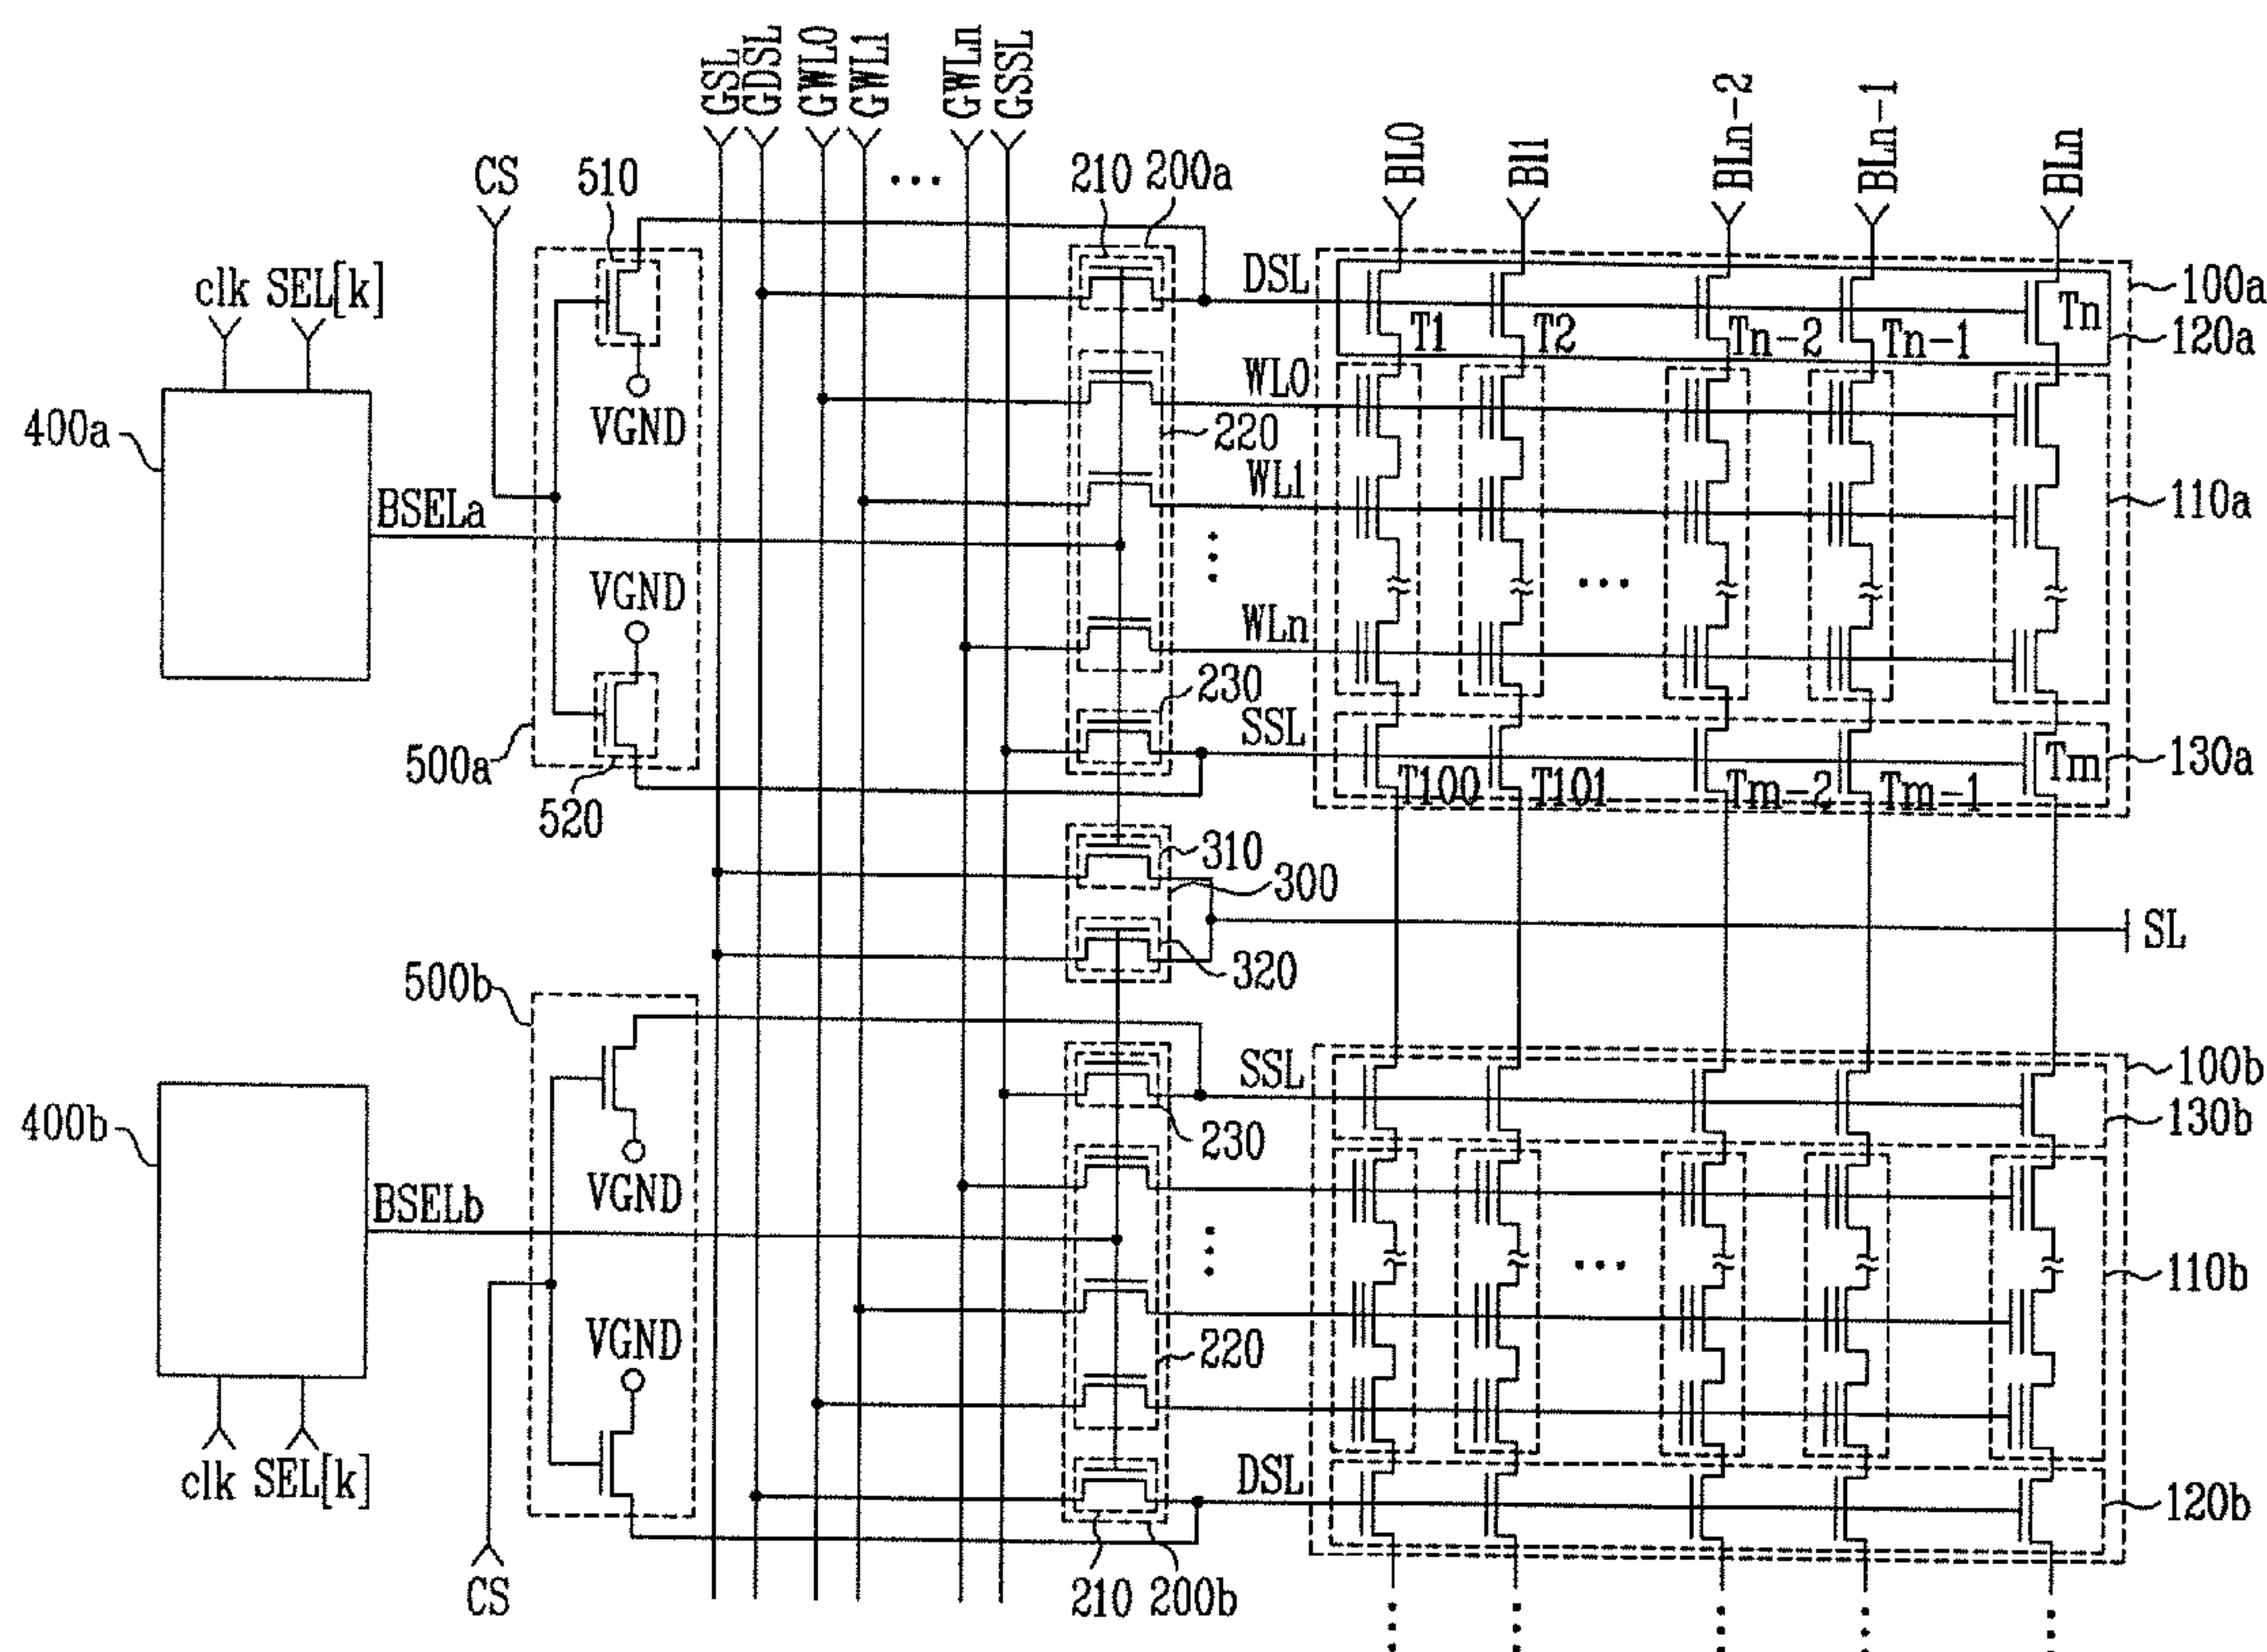 GSL GDSL GWL0 GWL1 ... GWLn GSSL
BL0 Bl1 BLn-2 BLn-1 BLn
CS 510 210 200a
clk SEL[k]
DSL
T1 T2 Tn-2 Tn-1 Tn
100a
120a
VGND
WL0
220
400a
BSELa
WL1
110a
...
VGND
WLn
230
SSL
500a
520
T100 T101 Tm-2 Tm-1 Tm
130a
310
300
320
SL
500b
SSL
100b
130b
230
400b
VGND
BSELb
...
110b
VGND
220
clk SEL[k]
DSL
120b
CS
210 200b